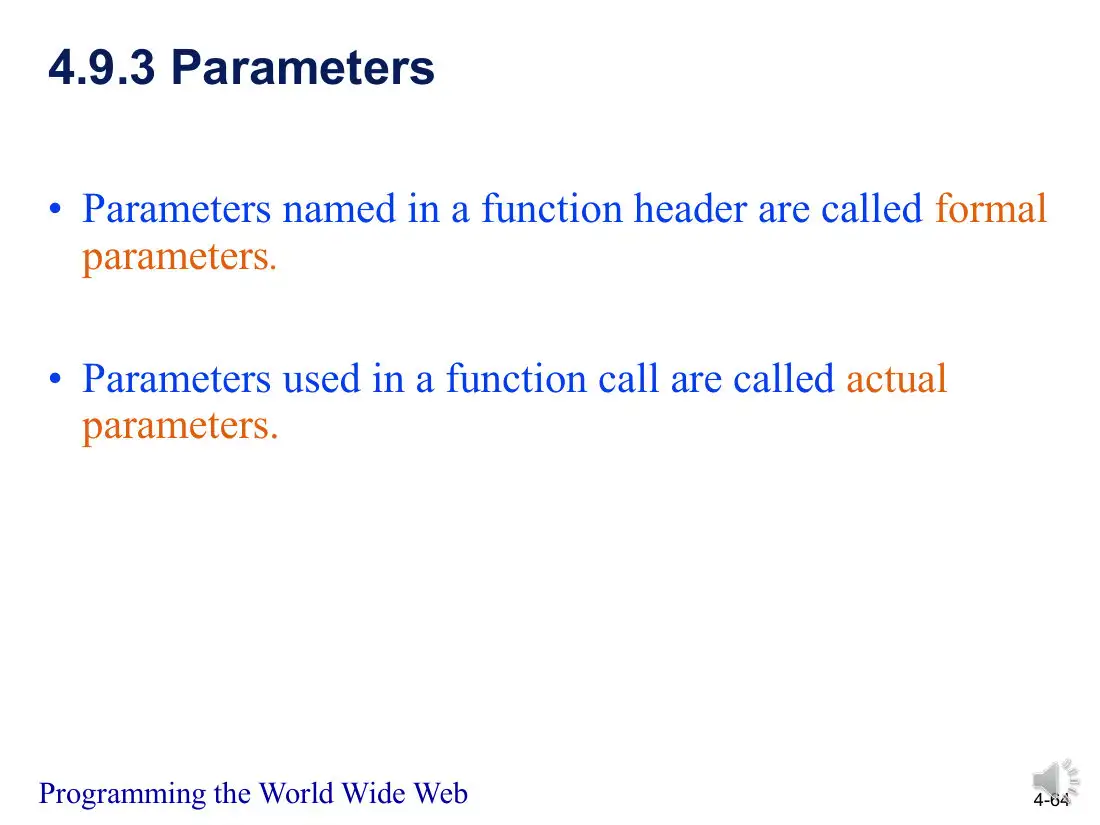 4.9.3 Parameters
• Parameters named in a function header are called formal
parameters.
• Parameters used in a function call are called actual
parameters.
Programming the World Wide Web
4-64